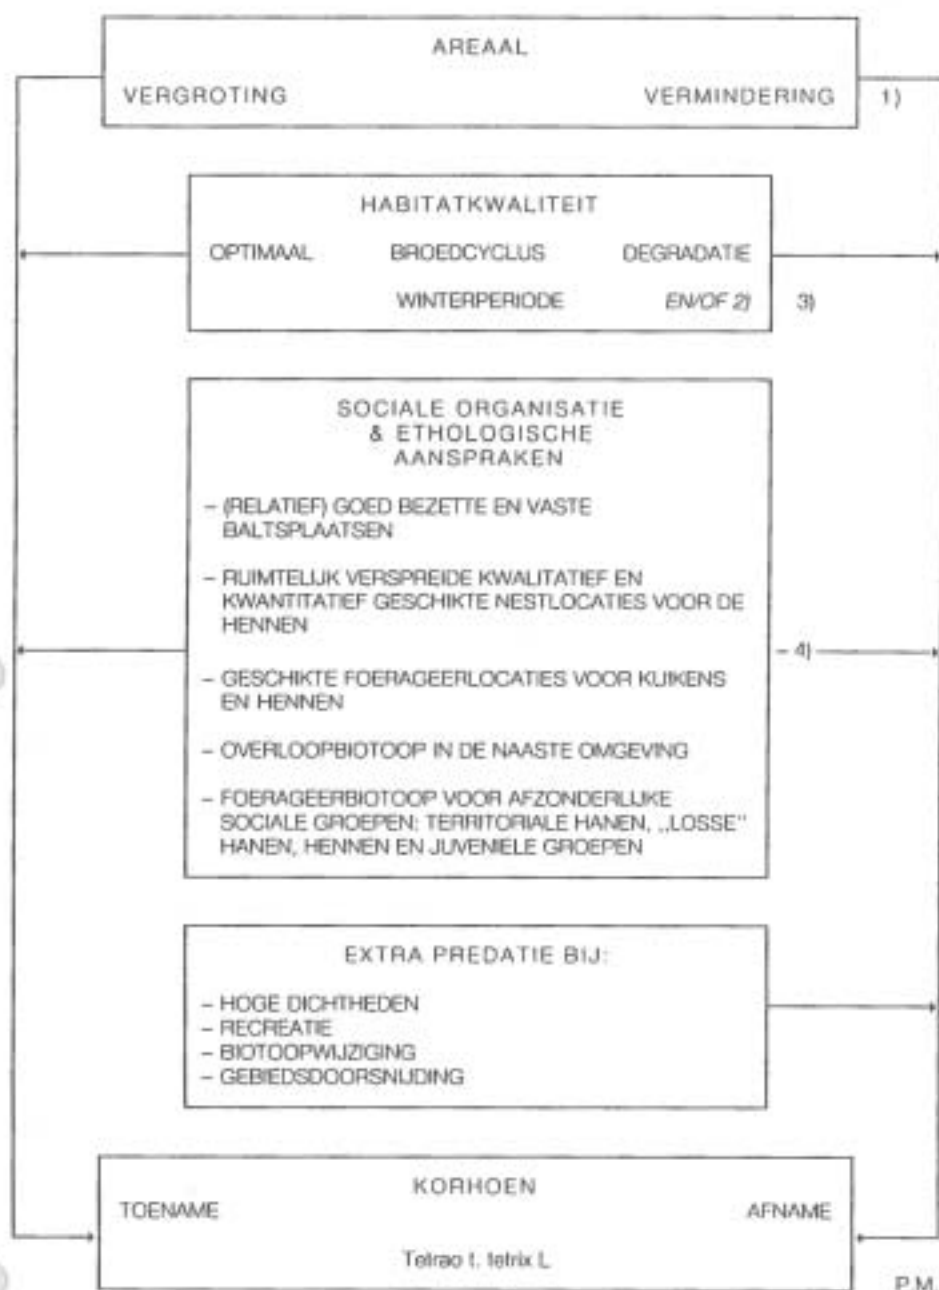 AREAAL
VERGROTING VERMINDERING 1)
HABITATKWALITEIT
OPTIMAAL BROEDCYCLUS DEGRADATIE
WINTERPERIODE EN/OF 2) 3)
SOCIALE ORGANISATIE
& ETHOLOGISCHE
AANSPRAKEN
– (RELATIEF) GOED BEZETTE EN VASTE
BALTSPLAATSEN
– RUIMTELIJK VERSPREIDE KWALITATIEF EN
KWANTITATIEF GESCHIKTE NESTLOCATIES VOOR DE
HENNEN
– 4)
– GESCHIKTE FOERAGEERLOCATIES VOOR KUIKENS
EN HENNEN
– OVERLOOPBIOTOOP IN DE NAASTE OMGEVING
– FOERAGEERBIOTOOP VOOR AFZONDERLIJKE
SOCIALE GROEPEN: TERRITORIALE HANEN, „LOSSE"
HANEN, HENNEN EN JUVENIELE GROEPEN
EXTRA PREDATIE BIJ:
– HOGE DICHTHEDEN
– RECREATIE
– BIOTOOPWIJZIGING
– GEBIEDSDOORSNIJDING
KORHOEN
TOENAME AFNAME
Tetrao t. tetrix L
P.M.